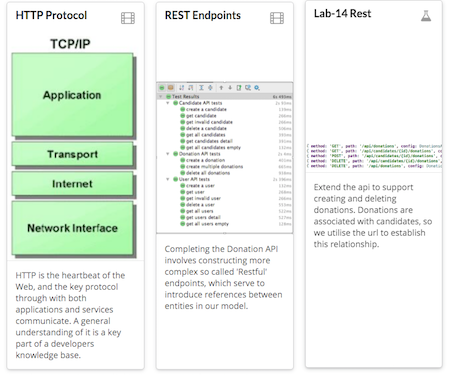 HTTP Protocol
TCP/IP
Application
Transport
Internet
Network Interface
HTTP is the heartbeat of the
Web, and the key protocol
through with both
applications and services
communicate. A general
understanding of it is a key
part of a developers
knowledge base.
REST Endpoints
Test Results
Candidate API tests
create a candidate
get candidate
get invalid candidate
delete a candidate
get all candidates
get candidates detail
get all candidates empty
Donation API tests
create a donation
create multiple donations
delete all donations
User API tests
create a user
get user
get invalid user
delete a user
get all users
get users detail
get all users empty
Completing the Donation API
involves constructing more
complex so called 'Restful'
endpoints, which serve to
introduce references between
entities in our model.
Lab-14 Rest
{ method: 'GET', path: '/api/donations', config:
{ method: 'GET', path: '/api/candidates/{id}/donations',
{ method: 'POST', path: '/api/candidates/{id}/donations',
{ method: 'DELETE', path: '/api/candidates/{id}/donations',
{ method: 'DELETE', path: '/api/donations', config:
Extend the api to support
creating and deleting
donations. Donations are
associated with candidates, so
we utilise the url to establish
this relationship.